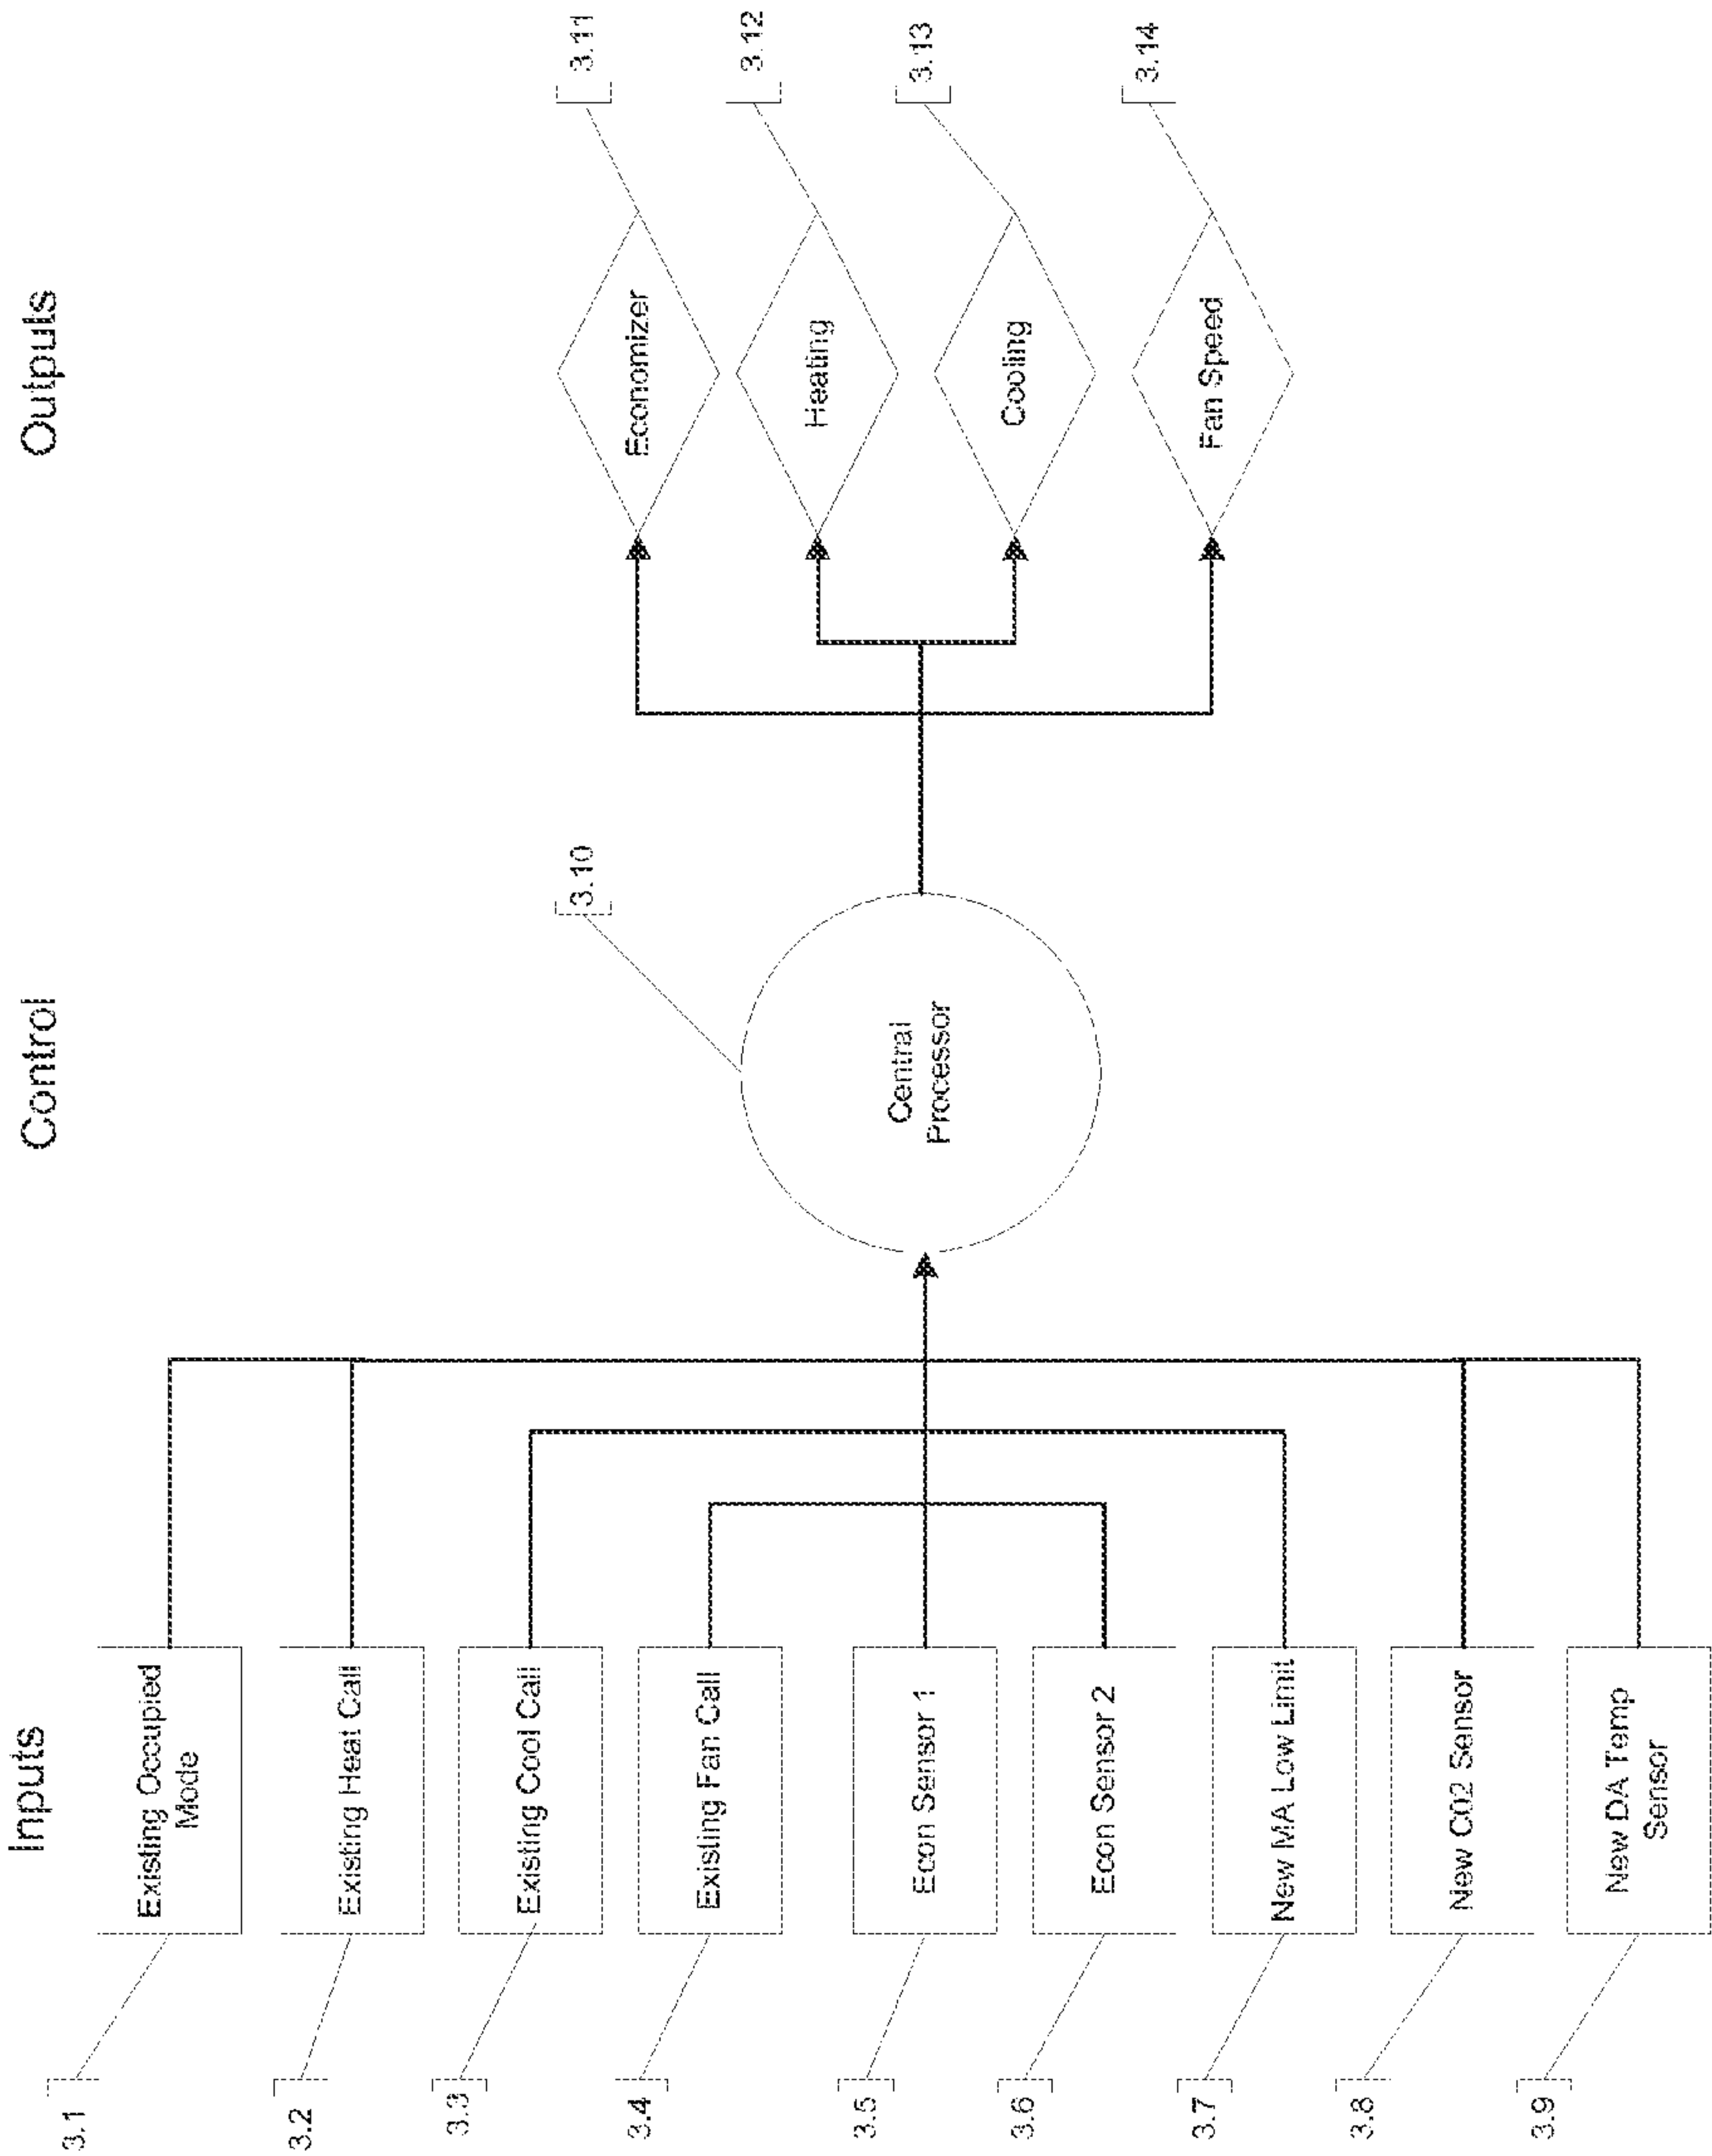 Inputs
Control
Outputs
3.1
Existing Occupied
Mode
3.2
Existing Heat Call
3.3
Existing Cool Call
3.4
Existing Fan Call
3.5
Econ Sensor 1
3.6
Econ Sensor 2
3.7
New MA Low Limit
3.8
New C02 Sensor
3.9
New DA Temp
Sensor
3.10
Central
Processor
3.11
Economizer
3.12
Heating
3.13
Cooling
3.14
Fan Speed